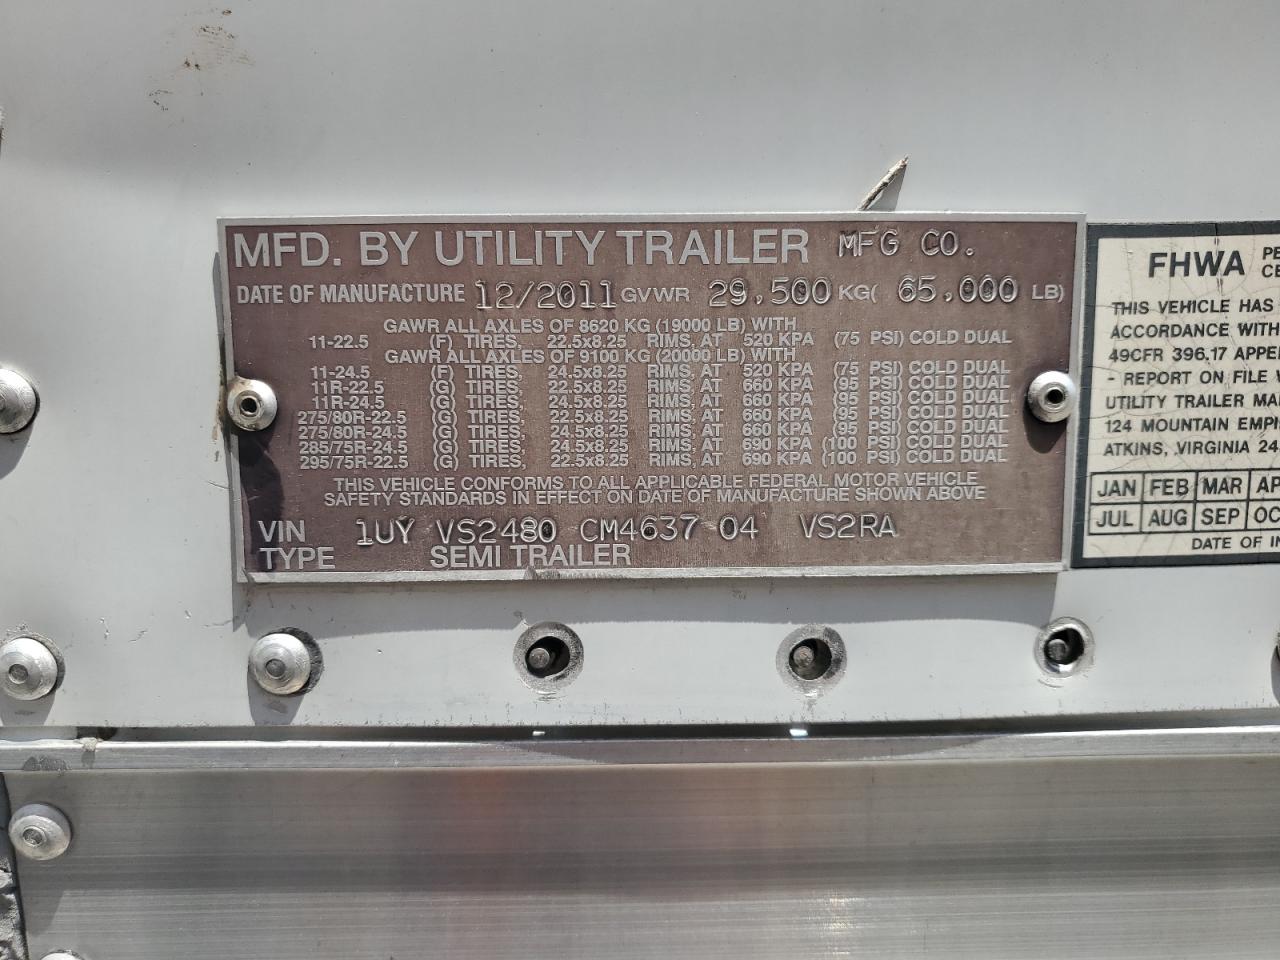 MFD. BY UTILITY TRAILER MFG CO.
DATE OF MANUFACTURE 12/2011 GVWR 29,500 KG( 65,000 LB)
GAWR ALL AXLES OF 8620 KG (19000 LB) WITH
11-22.5 (F) TIRES, 22.5x8.25 RIMS, AT 520 KPA (75 PSI) COLD DUAL
GAWR ALL AXLES OF 9100 KG (20000 LB) WITH
11-24.5 (F) TIRES, 24.5x8.25 RIMS, AT 520 KPA (75 PSI) COLD DUAL
11R-22.5 (G) TIRES, 22.5x8.25 RIMS, AT 660 KPA (95 PSI) COLD DUAL
11R-24.5 (G) TIRES, 24.5x8.25 RIMS, AT 660 KPA (95 PSI) COLD DUAL
275/80R-22.5 (G) TIRES, 22.5x8.25 RIMS, AT 660 KPA (95 PSI) COLD DUAL
275/80R-24.5 (G) TIRES, 24.5x8.25 RIMS, AT 660 KPA (95 PSI) COLD DUAL
285/75R-24.5 (G) TIRES, 24.5x8.25 RIMS, AT 690 KPA (100 PSI) COLD DUAL
295/75R-22.5 (G) TIRES, 22.5x8.25 RIMS, AT 690 KPA (100 PSI) COLD DUAL
THIS VEHICLE CONFORMS TO ALL APPLICABLE FEDERAL MOTOR VEHICLE
SAFETY STANDARDS IN EFFECT ON DATE OF MANUFACTURE SHOWN ABOVE
VIN 1UY VS2480 CM4637 04 VS2RA
TYPE SEMI TRAILER
FHWA PE
CE
THIS VEHICLE HAS
ACCORDANCE WITH
49CFR 396.17 APPE
- REPORT ON FILE
UTILITY TRAILER MA
124 MOUNTAIN EMPI
ATKINS, VIRGINIA 24
JAN FEB MAR AP
JUL AUG SEP OC
DATE OF IN